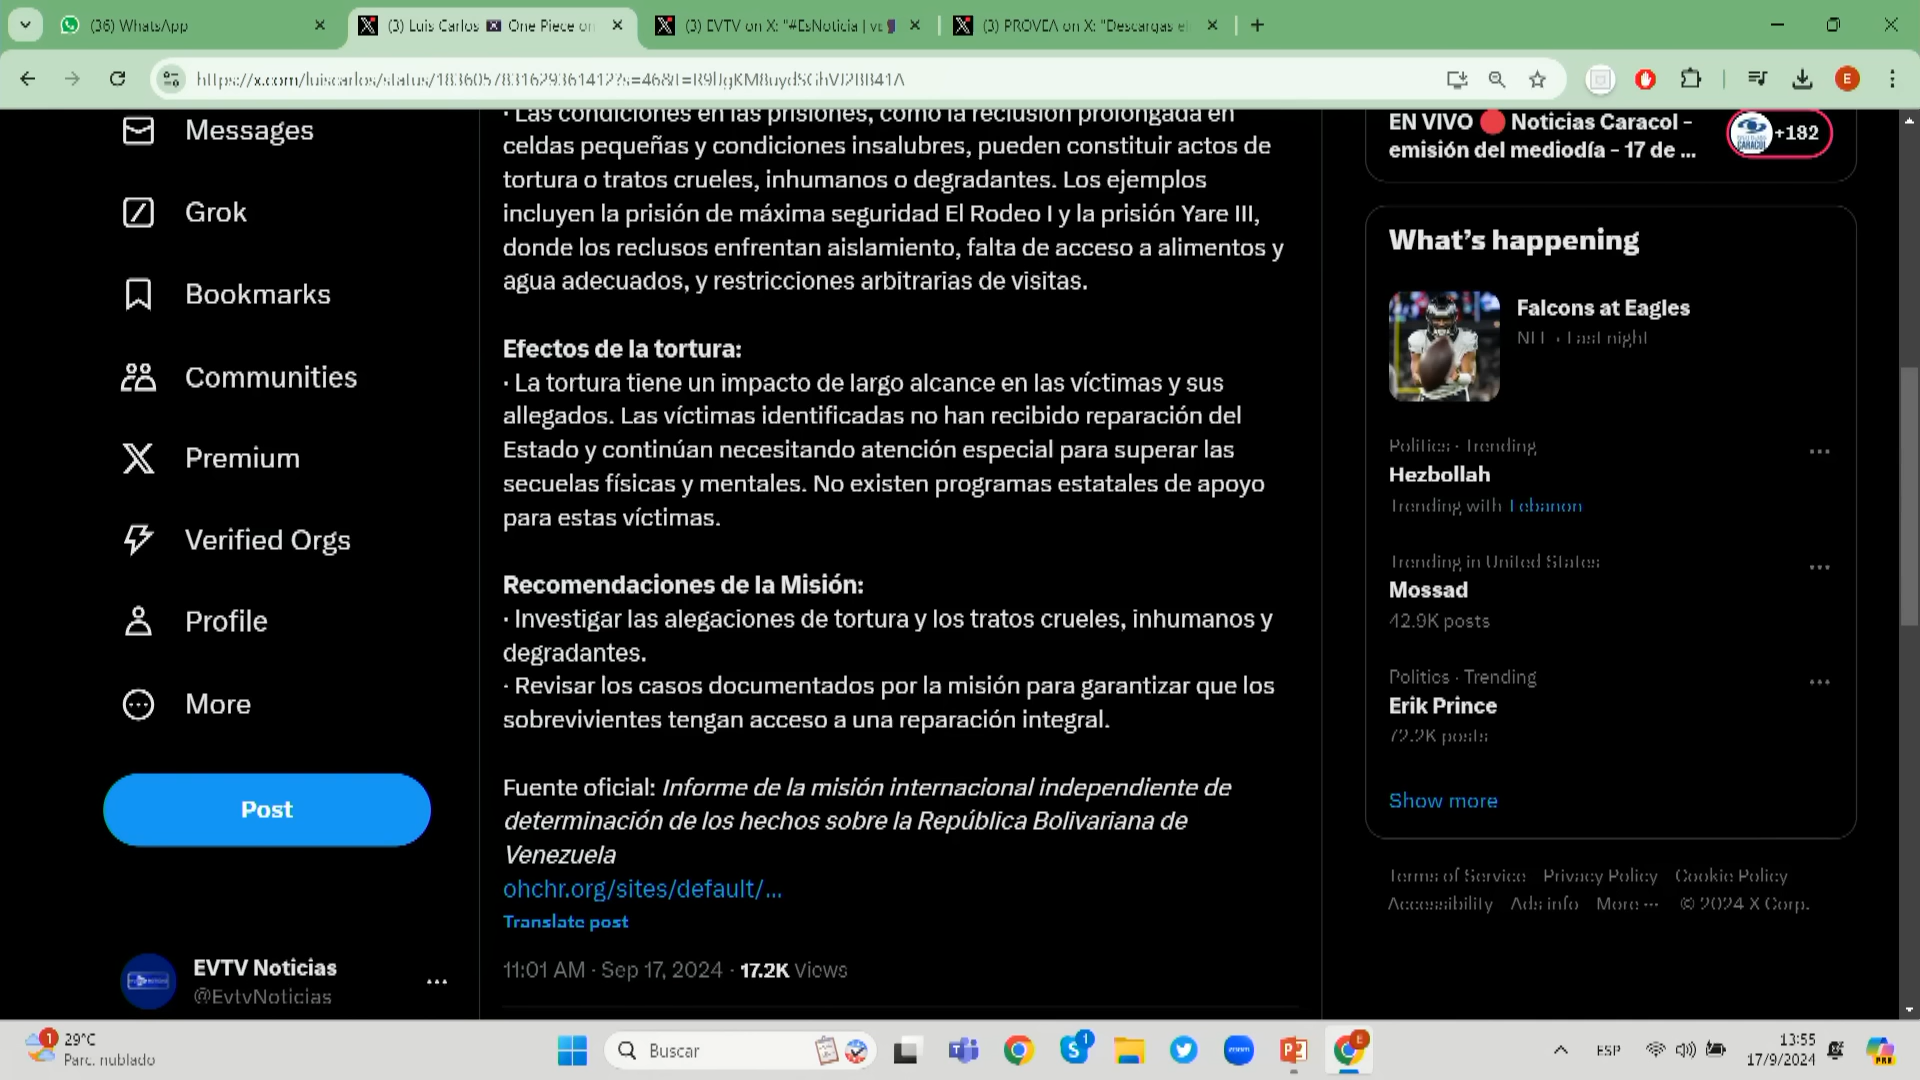 (36) WhatsApp
(3) Luis Carlos One Piece on
(3) EVTV on X: "#EsNoticia | ve
(3) PROVEA on X: "Descargas el
Messages
Grok
Bookmarks
Communities
Premium
Verified Orgs
Profile
More
Post
EVTV Noticias
@EvtvNoticias
· Las condiciones en las prisiones, como la reclusión prolongada en
celdas pequeñas y condiciones insalubres, pueden constituir actos de
tortura o tratos crueles, inhumanos o degradantes. Los ejemplos
incluyen la prisión de máxima seguridad El Rodeo I y la prisión Yare III,
donde los reclusos enfrentan aislamiento, falta de acceso a alimentos y
agua adecuados, y restricciones arbitrarias de visitas.
Efectos de la tortura:
· La tortura tiene un impacto de largo alcance en las víctimas y sus
allegados. Las víctimas identificadas no han recibido reparación del
Estado y continúan necesitando atención especial para superar las
secuelas físicas y mentales. No existen programas estatales de apoyo
para estas víctimas.
Recomendaciones de la Misión:
· Investigar las alegaciones de tortura y los tratos crueles, inhumanos y
degradantes.
· Revisar los casos documentados por la misión para garantizar que los
sobrevivientes tengan acceso a una reparación integral.
Fuente oficial: Informe de la misión internacional independiente de
determinación de los hechos sobre la República Bolivariana de
Venezuela
ohchr.org/sites/default/...
Translate post
11:01 AM · Sep 17, 2024 · 17.2K Views
EN VIVO 🔴 Noticias Caracol -
emisión del mediodía - 17 de ...
+182
What's happening
Falcons at Eagles
NFL · Last night
Politics · Trending
Hezbollah
Trending with Lebanon
Trending in United States
Mossad
42.9K posts
Politics · Trending
Erik Prince
72.2K posts
Show more
Terms of Service Privacy Policy Cookie Policy
Accessibility Ads info More ··· © 2024 X Corp.
1
29°C
Parc. nublado
Buscar
1
zoom
E
ESP
13:55
17/9/2024